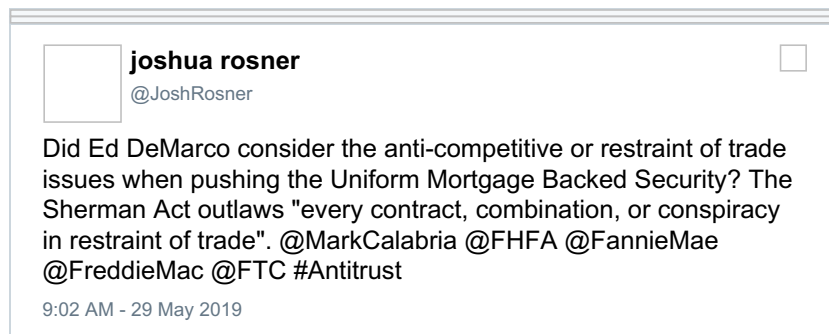 joshua rosner
@JoshRosner
Did Ed DeMarco consider the anti-competitive or restraint of trade
issues when pushing the Uniform Mortgage Backed Security? The
Sherman Act outlaws "every contract, combination, or conspiracy
in restraint of trade". @MarkCalabria @FHFA @FannieMae
@FreddieMac @FTC #Antitrust
9:02 AM - 29 May 2019